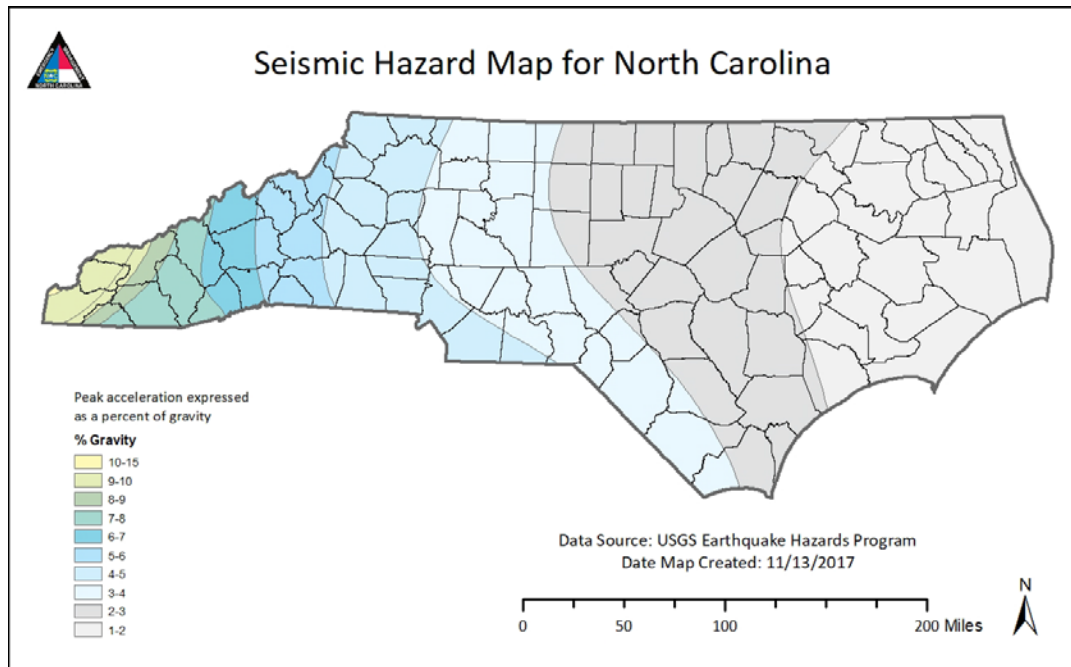 Seismic Hazard Map for North Carolina
NORTH CAROLINA
Peak acceleration expressed
as a percent of gravity
% Gravity
10-15
9-10
8-9
7-8
6-7
5-6
4-5
3-4
2-3
1-2
Data Source: USGS Earthquake Hazards Program
Date Map Created: 11/13/2017
0 50 100 200 Miles
N